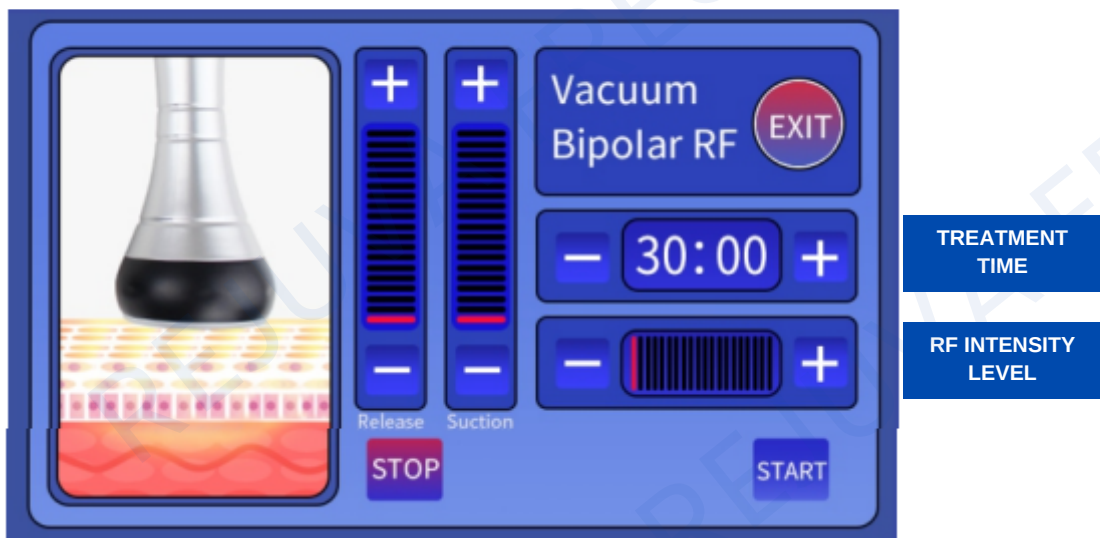 Vacuum
Bipolar RF
EXIT
30:00
TREATMENT
TIME
RF INTENSITY
LEVEL
Release
Suction
STOP
START